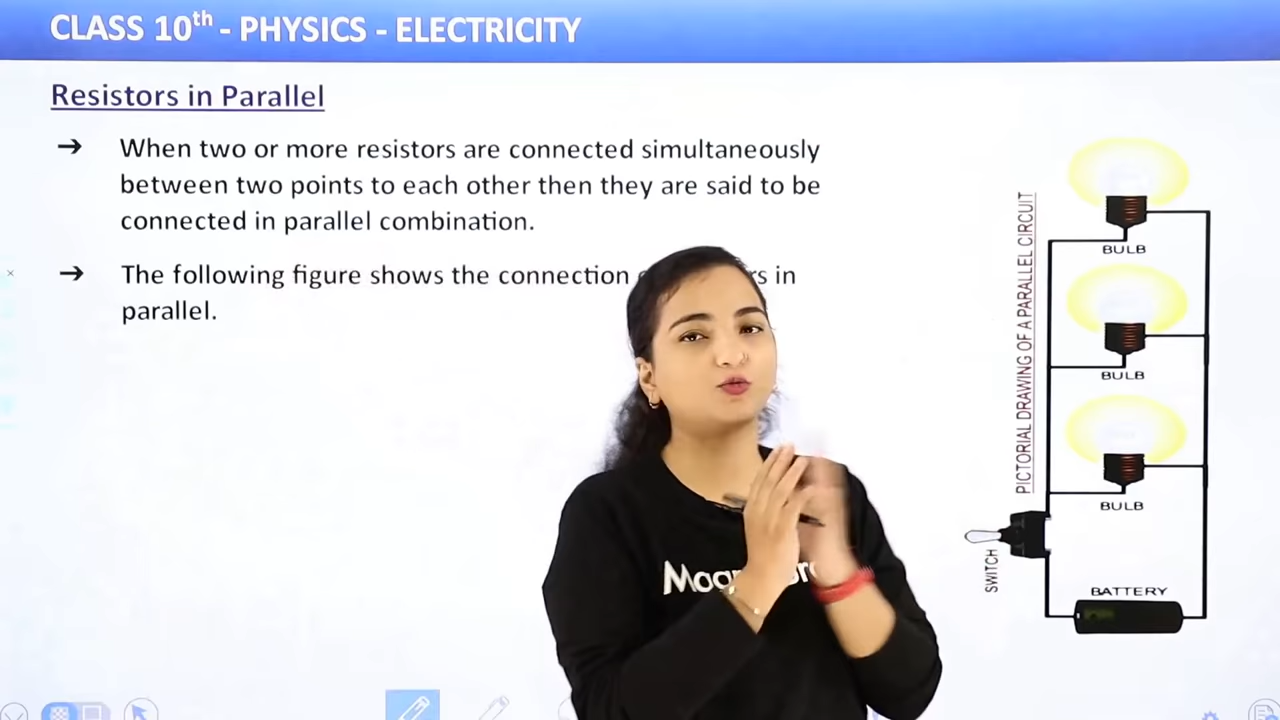 CLASS 10th - PHYSICS - ELECTRICITY
Resistors in Parallel
➔ When two or more resistors are connected simultaneously
between two points to each other then they are said to be
connected in parallel combination.
➔ The following figure shows the connection in
parallel.
PICTORIAL DRAWING OF A PARALLEL CIRCUIT
BULB
BULB
BULB
SWITCH
BATTERY